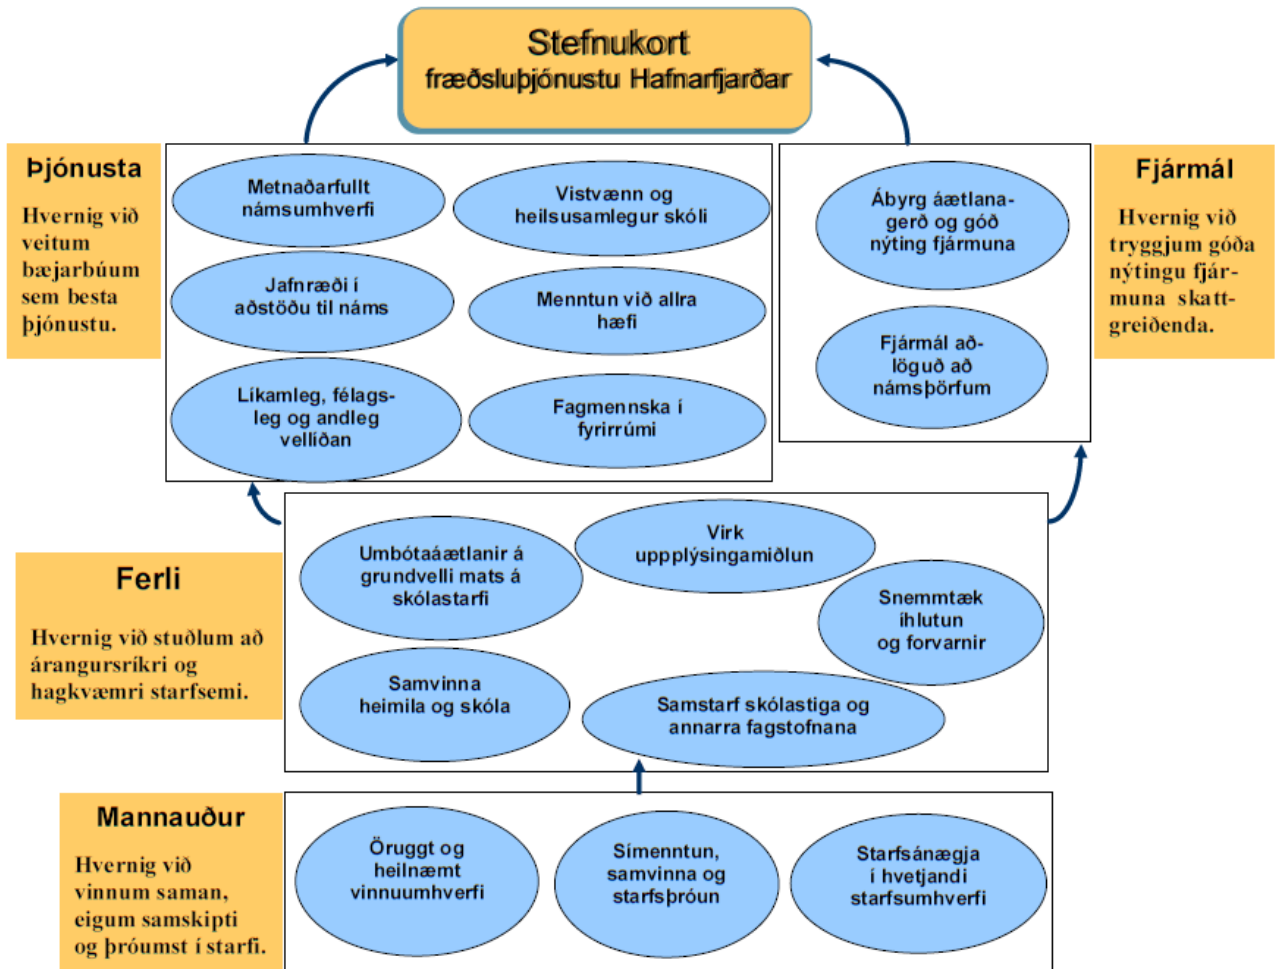 Stefnukort
fræðsluþjónustu Hafnarfjarðar
Þjónusta
Hvernig við
veitum
bæjarbúum
sem besta
þjónustu.
Metnaðarfullt
námsumhverfi
Vistvænn og
heilsusamlegur skóli
Jafnræði í
aðstöðu til náms
Menntun við allra
hæfi
Líkamleg, félags-
leg og andleg
vellíðan
Fagmennska í
fyrirrúmi
Ábyrg áætlana-
gerð og góð
nýting fjármuna
Fjármál að-
löguð að
námsþörfum
Fjármál
Hvernig við
tryggjum góða
nýtingu fjár-
muna skatt-
greiðenda.
Ferli
Hvernig við stuðlum að
árangursríkri og
hagkvæmri starfsemi.
Umbótaáætlanir á
grundvelli mats á
skólastarfi
Virk
uppplýsingamiðlun
Snemmtæk
íhlutun
og forvarnir
Samvinna
heimila og skóla
Samstarf skólastiga og
annarra fagstofnana
Mannauður
Hvernig við
vinnum saman,
eigum samskipti
og þróumst í starfi.
Öruggt og
heilnæmt
vinnuumhverfi
Símenntun,
samvinna og
starfsþróun
Starfsánægja
í hvetjandi
starfsumhverfi